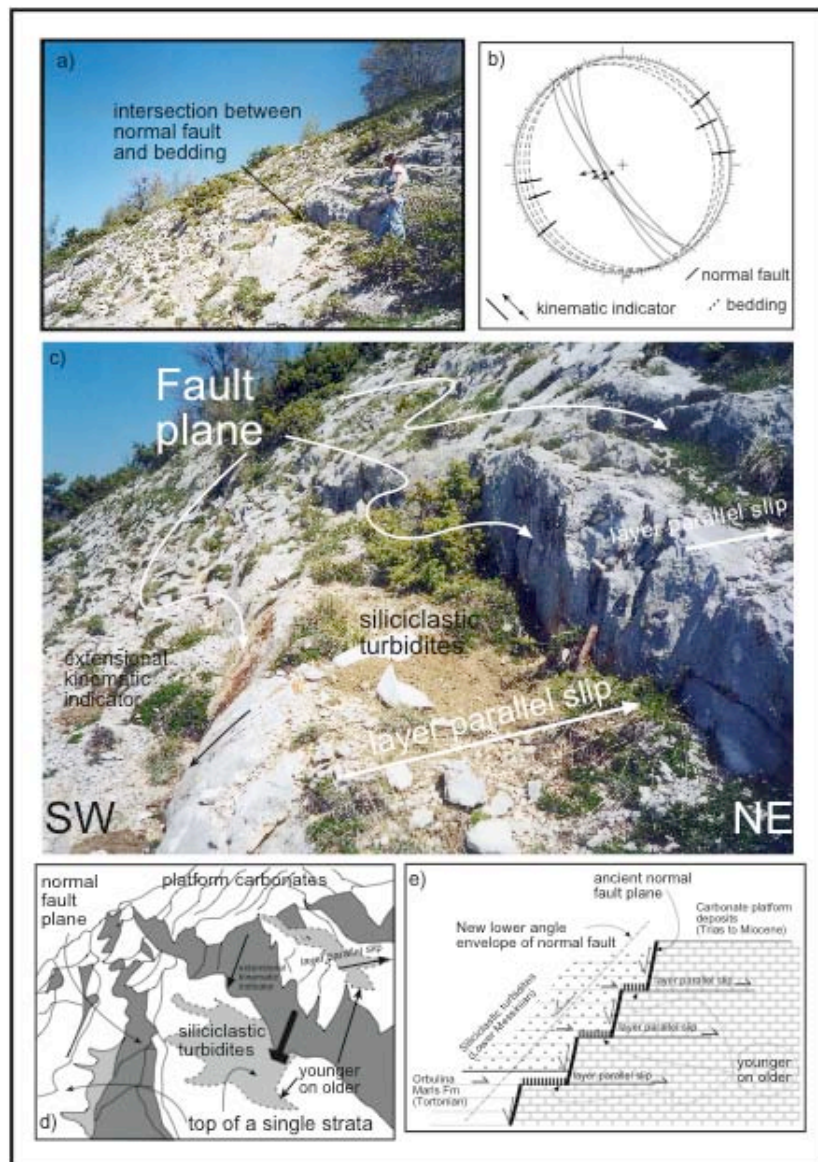 a)
intersection between
normal fault
and bedding
b)
normal fault
kinematic indicator
bedding
c)
Fault
plane
layer parallel slip
siliciclastic
turbidites
extensional
kinematic
indicator
layer parallel slip
SW
NE
normal
fault
plane
platform carbonates
layer parallel slip
extensional
kinematic
indicator
siliciclastic
turbidites
younger
on older
d)
top of a single strata
e)
ancient normal
fault plane
New lower angle
envelope of normal fault
Carbonate platform
deposits
(Trias to Miocene)
Siliciclastic turbidites
(Lower Messinian)
layer parallel slip
layer parallel slip
layer parallel slip
younger
on older
Orbulina
Marls Fm
(Tortonian)